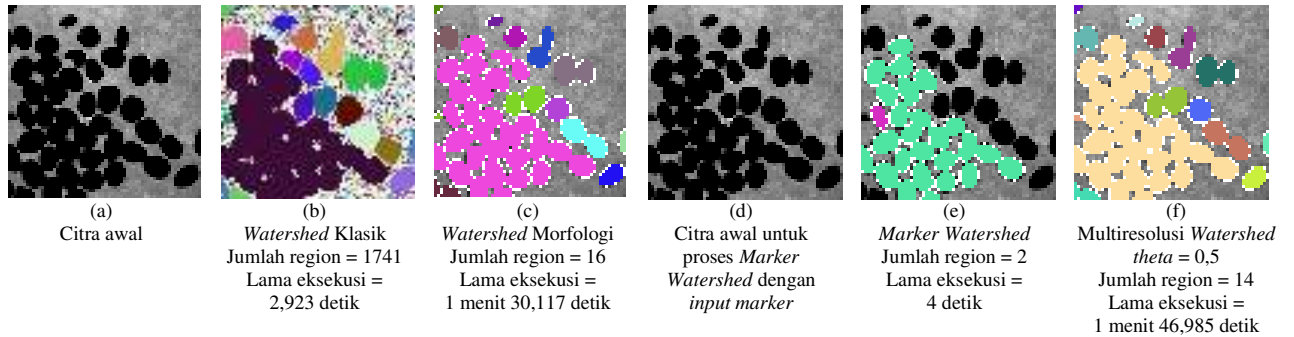 (a)
Citra awal
(b)
Watershed Klasik
Jumlah region = 1741
Lama eksekusi =
2,923 detik
(c)
Watershed Morfologi
Jumlah region = 16
Lama eksekusi =
1 menit 30,117 detik
(d)
Citra awal untuk
proses Marker
Watershed dengan
input marker
(e)
Marker Watershed
Jumlah region = 2
Lama eksekusi =
4 detik
(f)
Multiresolusi Watershed
theta = 0,5
Jumlah region = 14
Lama eksekusi =
1 menit 46,985 detik